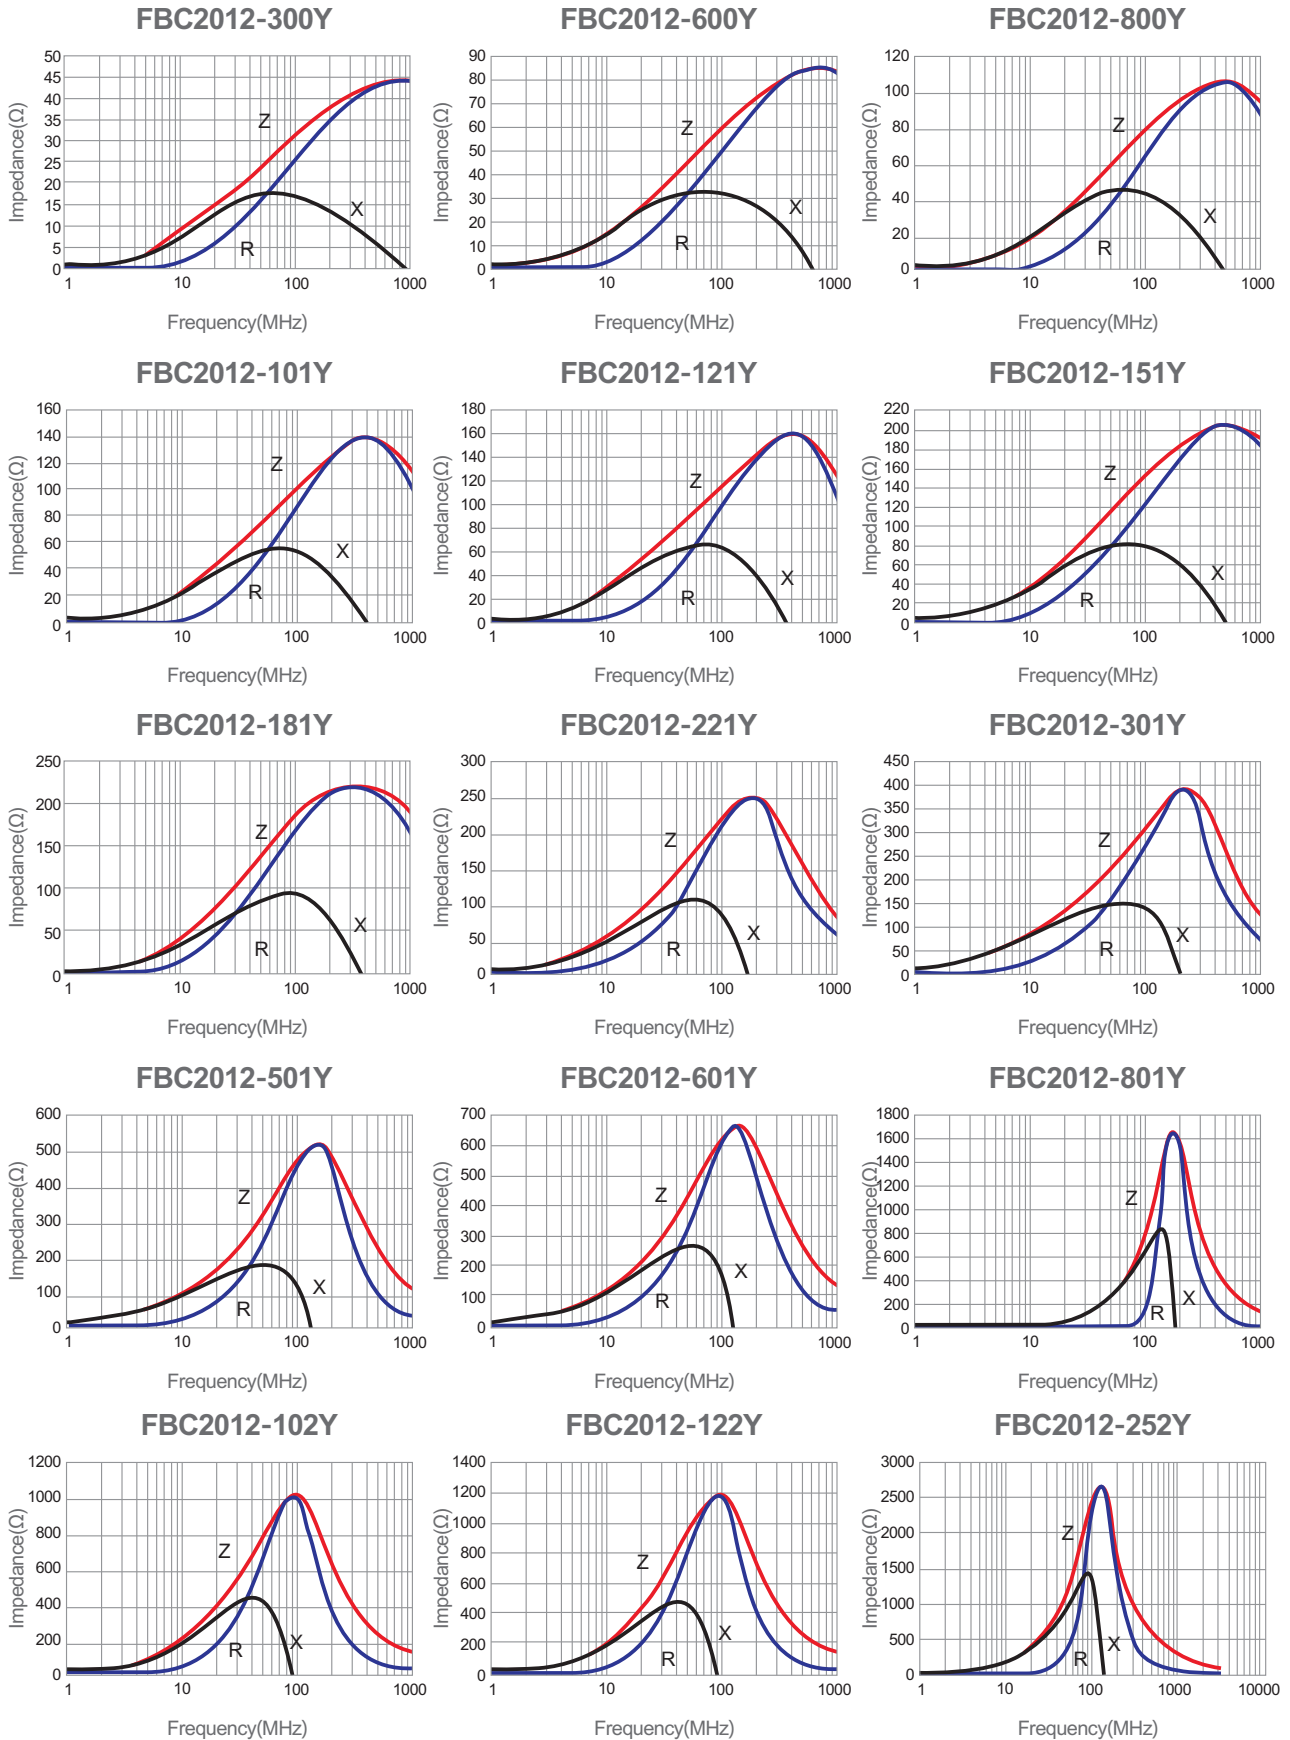 FBC2012-300Y FBC2012-600Y FBC2012-800Y
Impedance(Ω) 50 45 40 35 30 25 20 15 10 5 0 Z X R 1 10 100 1000
Frequency(MHz)
Impedance(Ω) 90 80 70 60 50 40 30 20 10 0 Z X R 1 10 100 1000
Frequency(MHz)
Impedance(Ω) 120 100 80 60 40 20 0 Z X R 1 10 100 1000
Frequency(MHz)
FBC2012-101Y FBC2012-121Y FBC2012-151Y
Impedance(Ω) 160 140 120 100 80 60 40 20 0 Z X R 1 10 100 1000
Frequency(MHz)
Impedance(Ω) 180 160 140 120 100 80 60 40 20 0 Z X R 1 10 100 1000
Frequency(MHz)
Impedance(Ω) 220 200 180 160 140 120 100 80 60 40 20 0 Z X R 1 10 100 1000
Frequency(MHz)
FBC2012-181Y FBC2012-221Y FBC2012-301Y
Impedance(Ω) 250 200 150 100 50 0 Z X R 1 10 100 1000
Frequency(MHz)
Impedance(Ω) 300 250 200 150 100 50 0 Z X R 1 10 100 1000
Frequency(MHz)
Impedance(Ω) 450 400 350 300 250 200 150 100 50 0 Z X R 1 10 100 1000
Frequency(MHz)
FBC2012-501Y FBC2012-601Y FBC2012-801Y
Impedance(Ω) 600 500 400 300 200 100 0 Z X R 1 10 100 1000
Frequency(MHz)
Impedance(Ω) 700 600 500 400 300 200 100 0 Z X R 1 10 100 1000
Frequency(MHz)
Impedance(Ω) 1800 1600 1400 1200 1000 800 600 400 200 0 Z X R 1 10 100 1000
Frequency(MHz)
FBC2012-102Y FBC2012-122Y FBC2012-252Y
Impedance(Ω) 1200 1000 800 600 400 200 0 Z X R 1 10 100 1000
Frequency(MHz)
Impedance(Ω) 1400 1200 1000 800 600 400 200 0 Z X R 1 10 100 1000
Frequency(MHz)
Impedance(Ω) 3000 2500 2000 1500 1000 500 0 Z X R 1 10 100 1000 10000
Frequency(MHz)